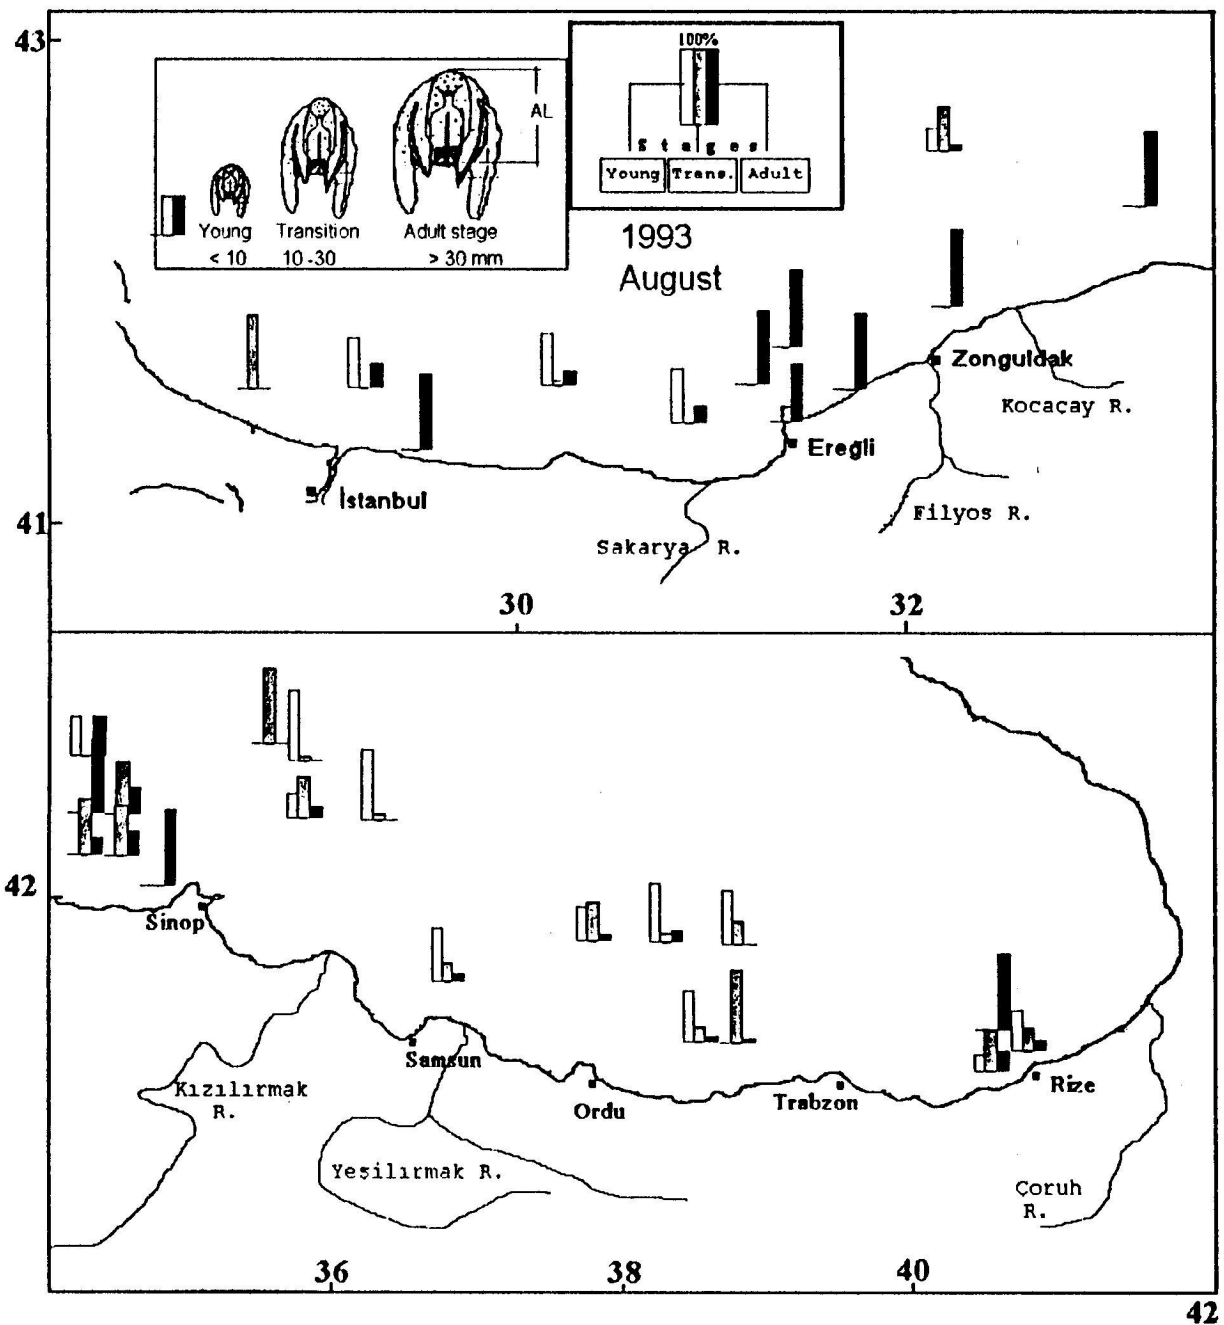 43
100%
AL
Stages
Young Trans. Adult
Young Transition Adult stage
< 10 10-30 > 30 mm
1993
August
Zonguldak
Kocaçay R.
Ereğli
İstanbul
41
Filyos R.
Sakarya R.
30 32
42
Sinop
Samsun
Kızılırmak
R.
Ordu
Trabzon
Rize
Yeşilırmak R.
Çoruh
R.
36 38 40
42